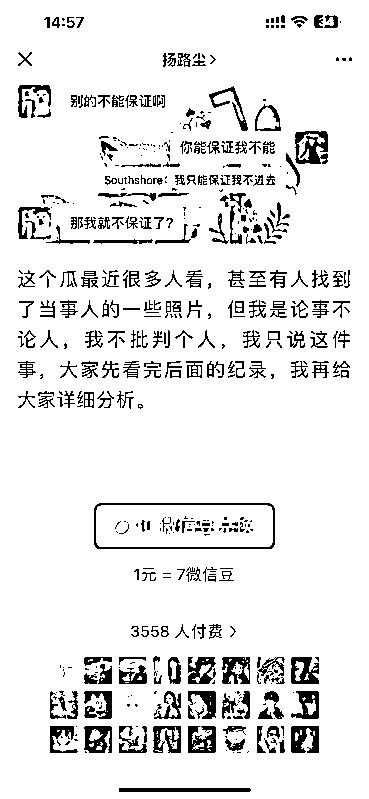 14:57
34
扬路尘>
别的不能保证啊
你能保证我不能
Southshore：我只能保证我不进去
那我就不保证了?
这个瓜最近很多人看，甚至有人找到
了当事人的一些照片，但我是论事不
论人，我不批判个人，我只说这件
事，大家先看完后面的纪录，我再给
大家详细分析。
1元 = 7微信豆
3558 人付费 >